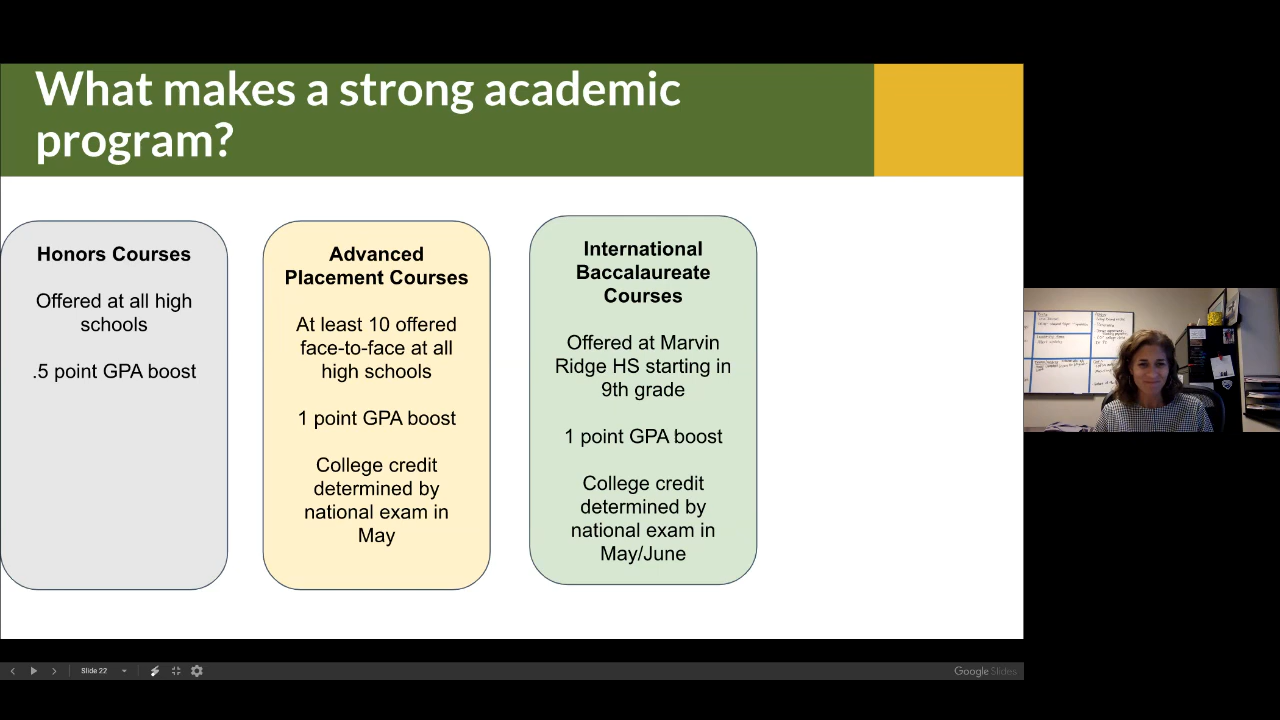 What makes a strong academic
program?
Honors Courses
Offered at all high
schools
.5 point GPA boost
Advanced
Placement Courses
At least 10 offered
face-to-face at all
high schools
1 point GPA boost
College credit
determined by
national exam in
May
International
Baccalaureate
Courses
Offered at Marvin
Ridge HS starting in
9th grade
1 point GPA boost
College credit
determined by
national exam in
May/June
Slide 22
Google Slides